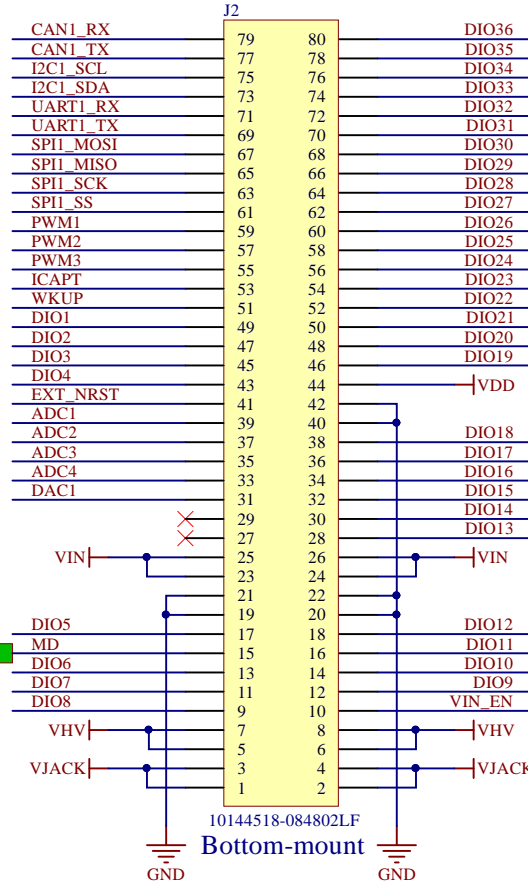 J2
CAN1_RX 79 80 DIO36
CAN1_TX 77 78 DIO35
I2C1_SCL 75 76 DIO34
I2C1_SDA 73 74 DIO33
UART1_RX 71 72 DIO32
UART1_TX 69 70 DIO31
SPI1_MOSI 67 68 DIO30
SPI1_MISO 65 66 DIO29
SPI1_SCK 63 64 DIO28
SPI1_SS 61 62 DIO27
PWM1 59 60 DIO26
PWM2 57 58 DIO25
PWM3 55 56 DIO24
ICAPT 53 54 DIO23
WKUP 51 52 DIO22
DIO1 49 50 DIO21
DIO2 47 48 DIO20
DIO3 45 46 DIO19
DIO4 43 44 VDD
EXT_NRST 41 42
ADC1 39 40
ADC2 37 38 DIO18
ADC3 35 36 DIO17
ADC4 33 34 DIO16
DAC1 31 32 DIO15
29 30 DIO14
27 28 DIO13
VIN 25 26 VIN
23 24
21 22
19 20
DIO5 17 18 DIO12
MD 15 16 DIO11
DIO6 13 14 DIO10
DIO7 11 12 DIO9
DIO8 9 10 VIN_EN
VHV 7 8 VHV
5 6
VJACK 3 4 VJACK
1 2
10144518-084802LF
Bottom-mount
GND GND